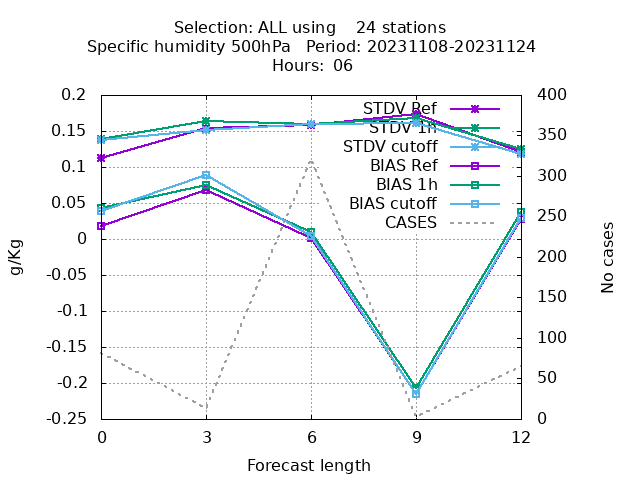 Selection: ALL using    24 stations
Specific humidity 500hPa   Period: 20231108-20231124
Hours:  06
0.2
0.15
0.1
0.05
0
-0.05
-0.1
-0.15
-0.2
-0.25
g/Kg
400
350
300
250
200
150
100
50
0
No cases
STDV Ref
STDV 1h
STDV cutoff
BIAS Ref
BIAS 1h
BIAS cutoff
CASES
0 3 6 9 12
Forecast length